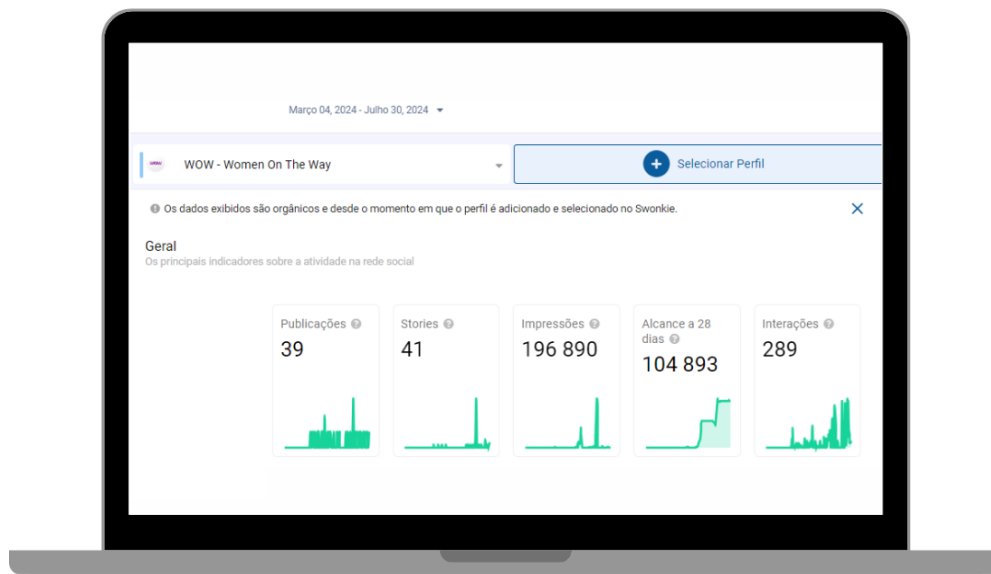 Março 04, 2024 - Julho 30, 2024
WOW - Women On The Way
Selecionar Perfil
Os dados exibidos são orgânicos e desde o momento em que o perfil é adicionado e selecionado no Swonkie.
Geral
Os principais indicadores sobre a atividade na rede social
Publicações
39
Stories
41
Impressões
196 890
Alcance a 28
dias
104 893
Interações
289